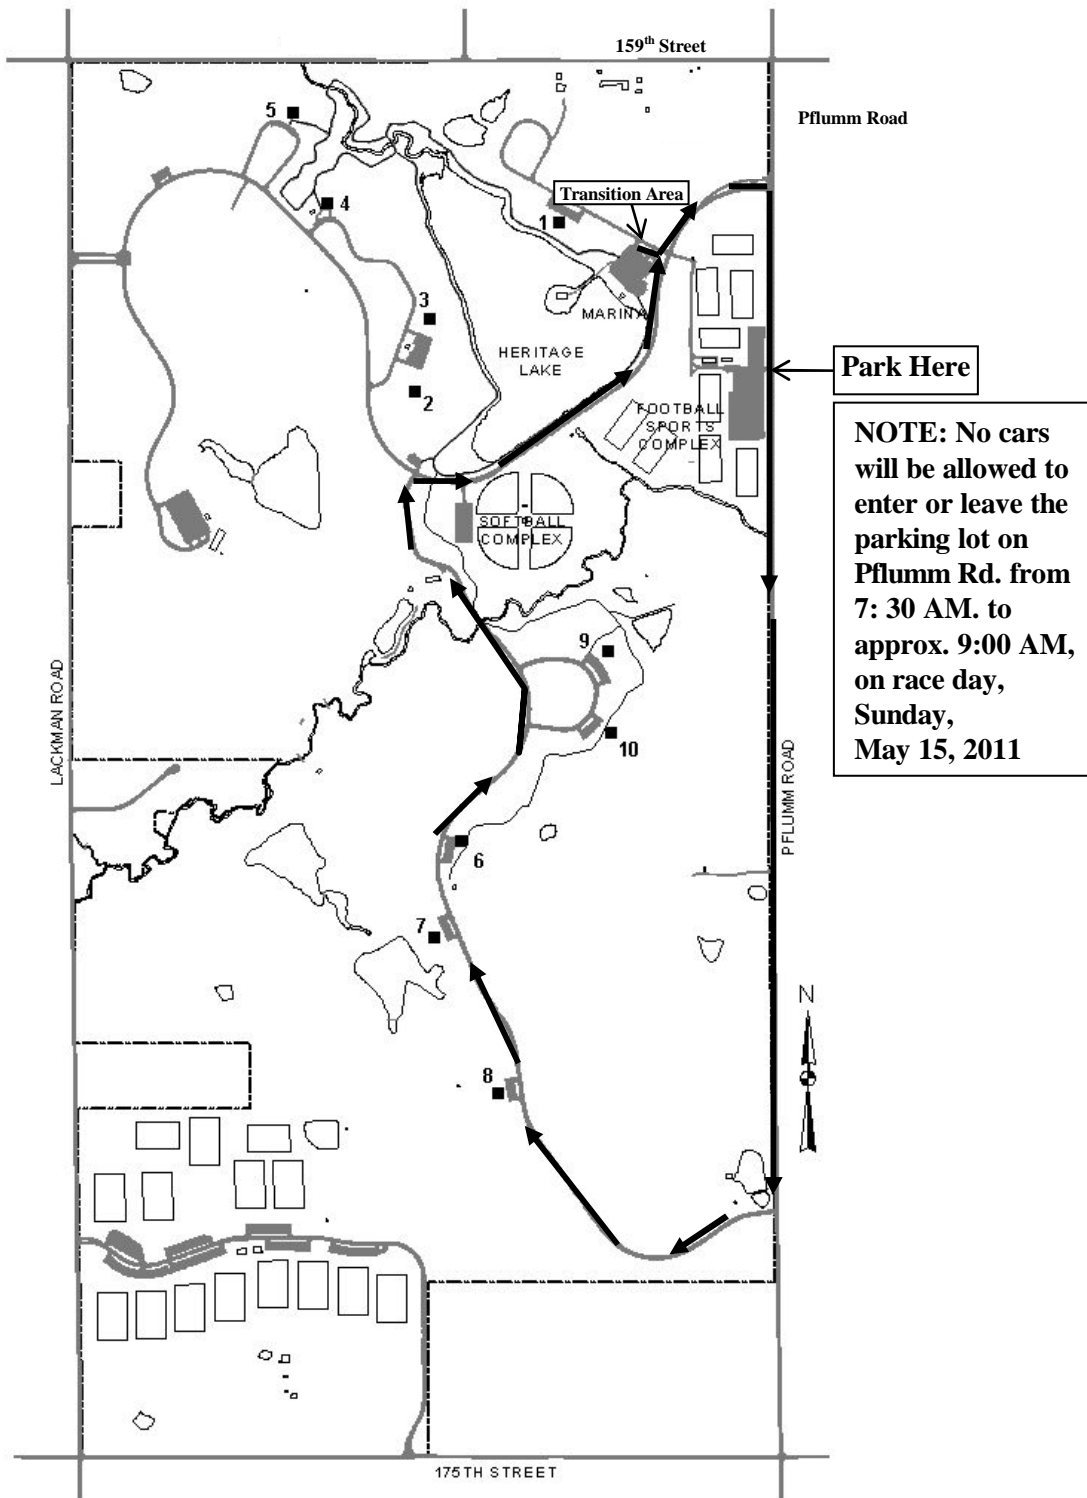 159th Street
Pflumm Road
5
Transition Area
4
1
3
MARINA
HERITAGE
LAKE
Park Here
2
FOOTBALL
SPORTS
COMPLEX
NOTE: No cars
will be allowed to
enter or leave the
parking lot on
Pflumm Rd. from
7: 30 AM. to
approx. 9:00 AM,
on race day,
Sunday,
May 15, 2011
SOFTBALL
COMPLEX
9
LACKMAN ROAD
10
PFLUMM ROAD
6
7
N
8
175TH STREET